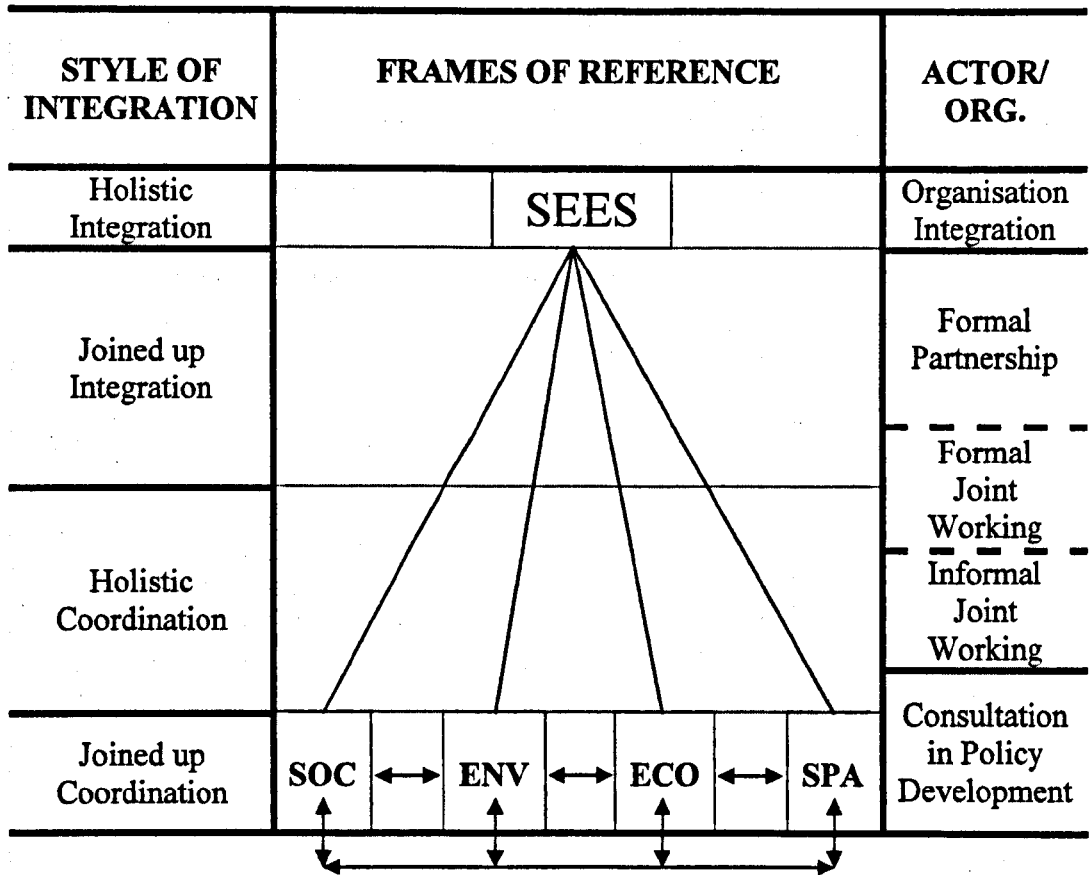 STYLE OF
INTEGRATION
FRAMES OF REFERENCE
ACTOR/
ORG.
Holistic
Integration
SEES
Organisation
Integration
Joined up
Integration
Formal
Partnership
Formal
Joint
Working
Holistic
Coordination
Informal
Joint
Working
Joined up
Coordination
SOC
ENV
ECO
SPA
Consultation
in Policy
Development